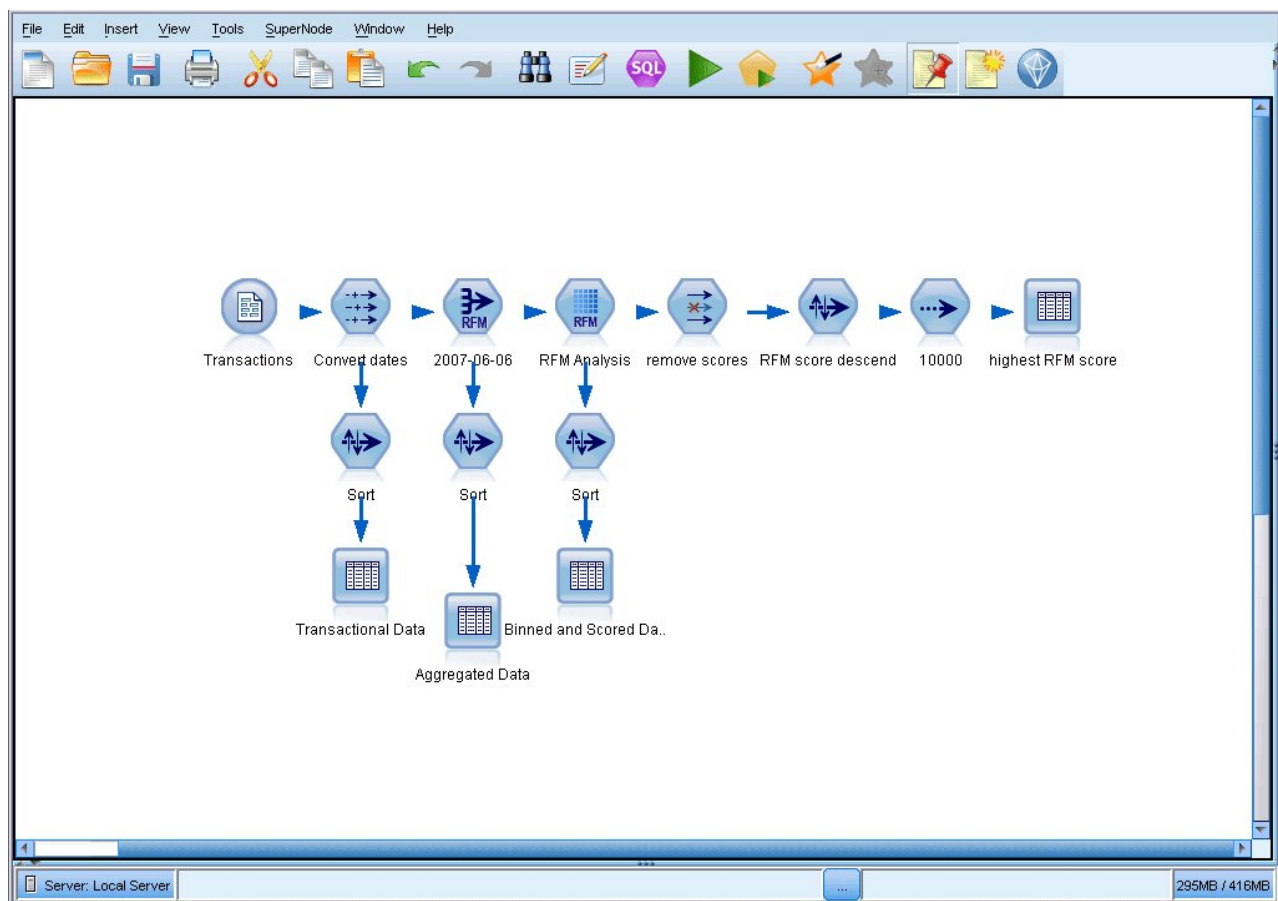 File Edit Insert View Tools SuperNode Window Help
SQL
RFM RFM
Transactions Convert dates 2007-06-06 RFM Analysis remove scores RFM score descend 10000 highest RFM score
Sort Sort Sort
Transactional Data Binned and Scored Da..
Aggregated Data
Server: Local Server ... 295MB / 416MB